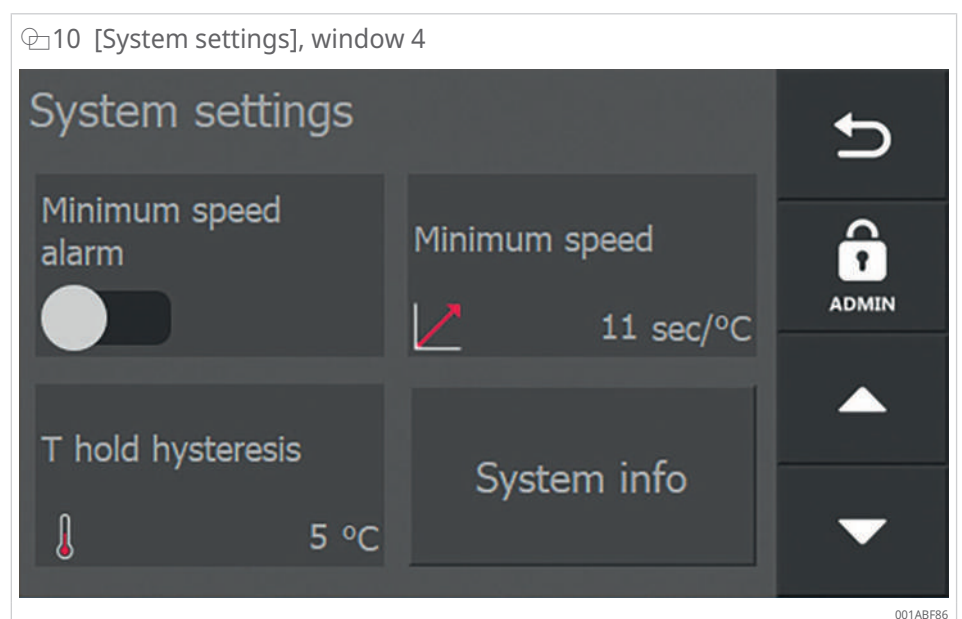 10 [System settings], window 4
System settings
Minimum speed
alarm
Minimum speed
11 sec/°C
ADMIN
T hold hysteresis
5 °C
System info
001ABF86